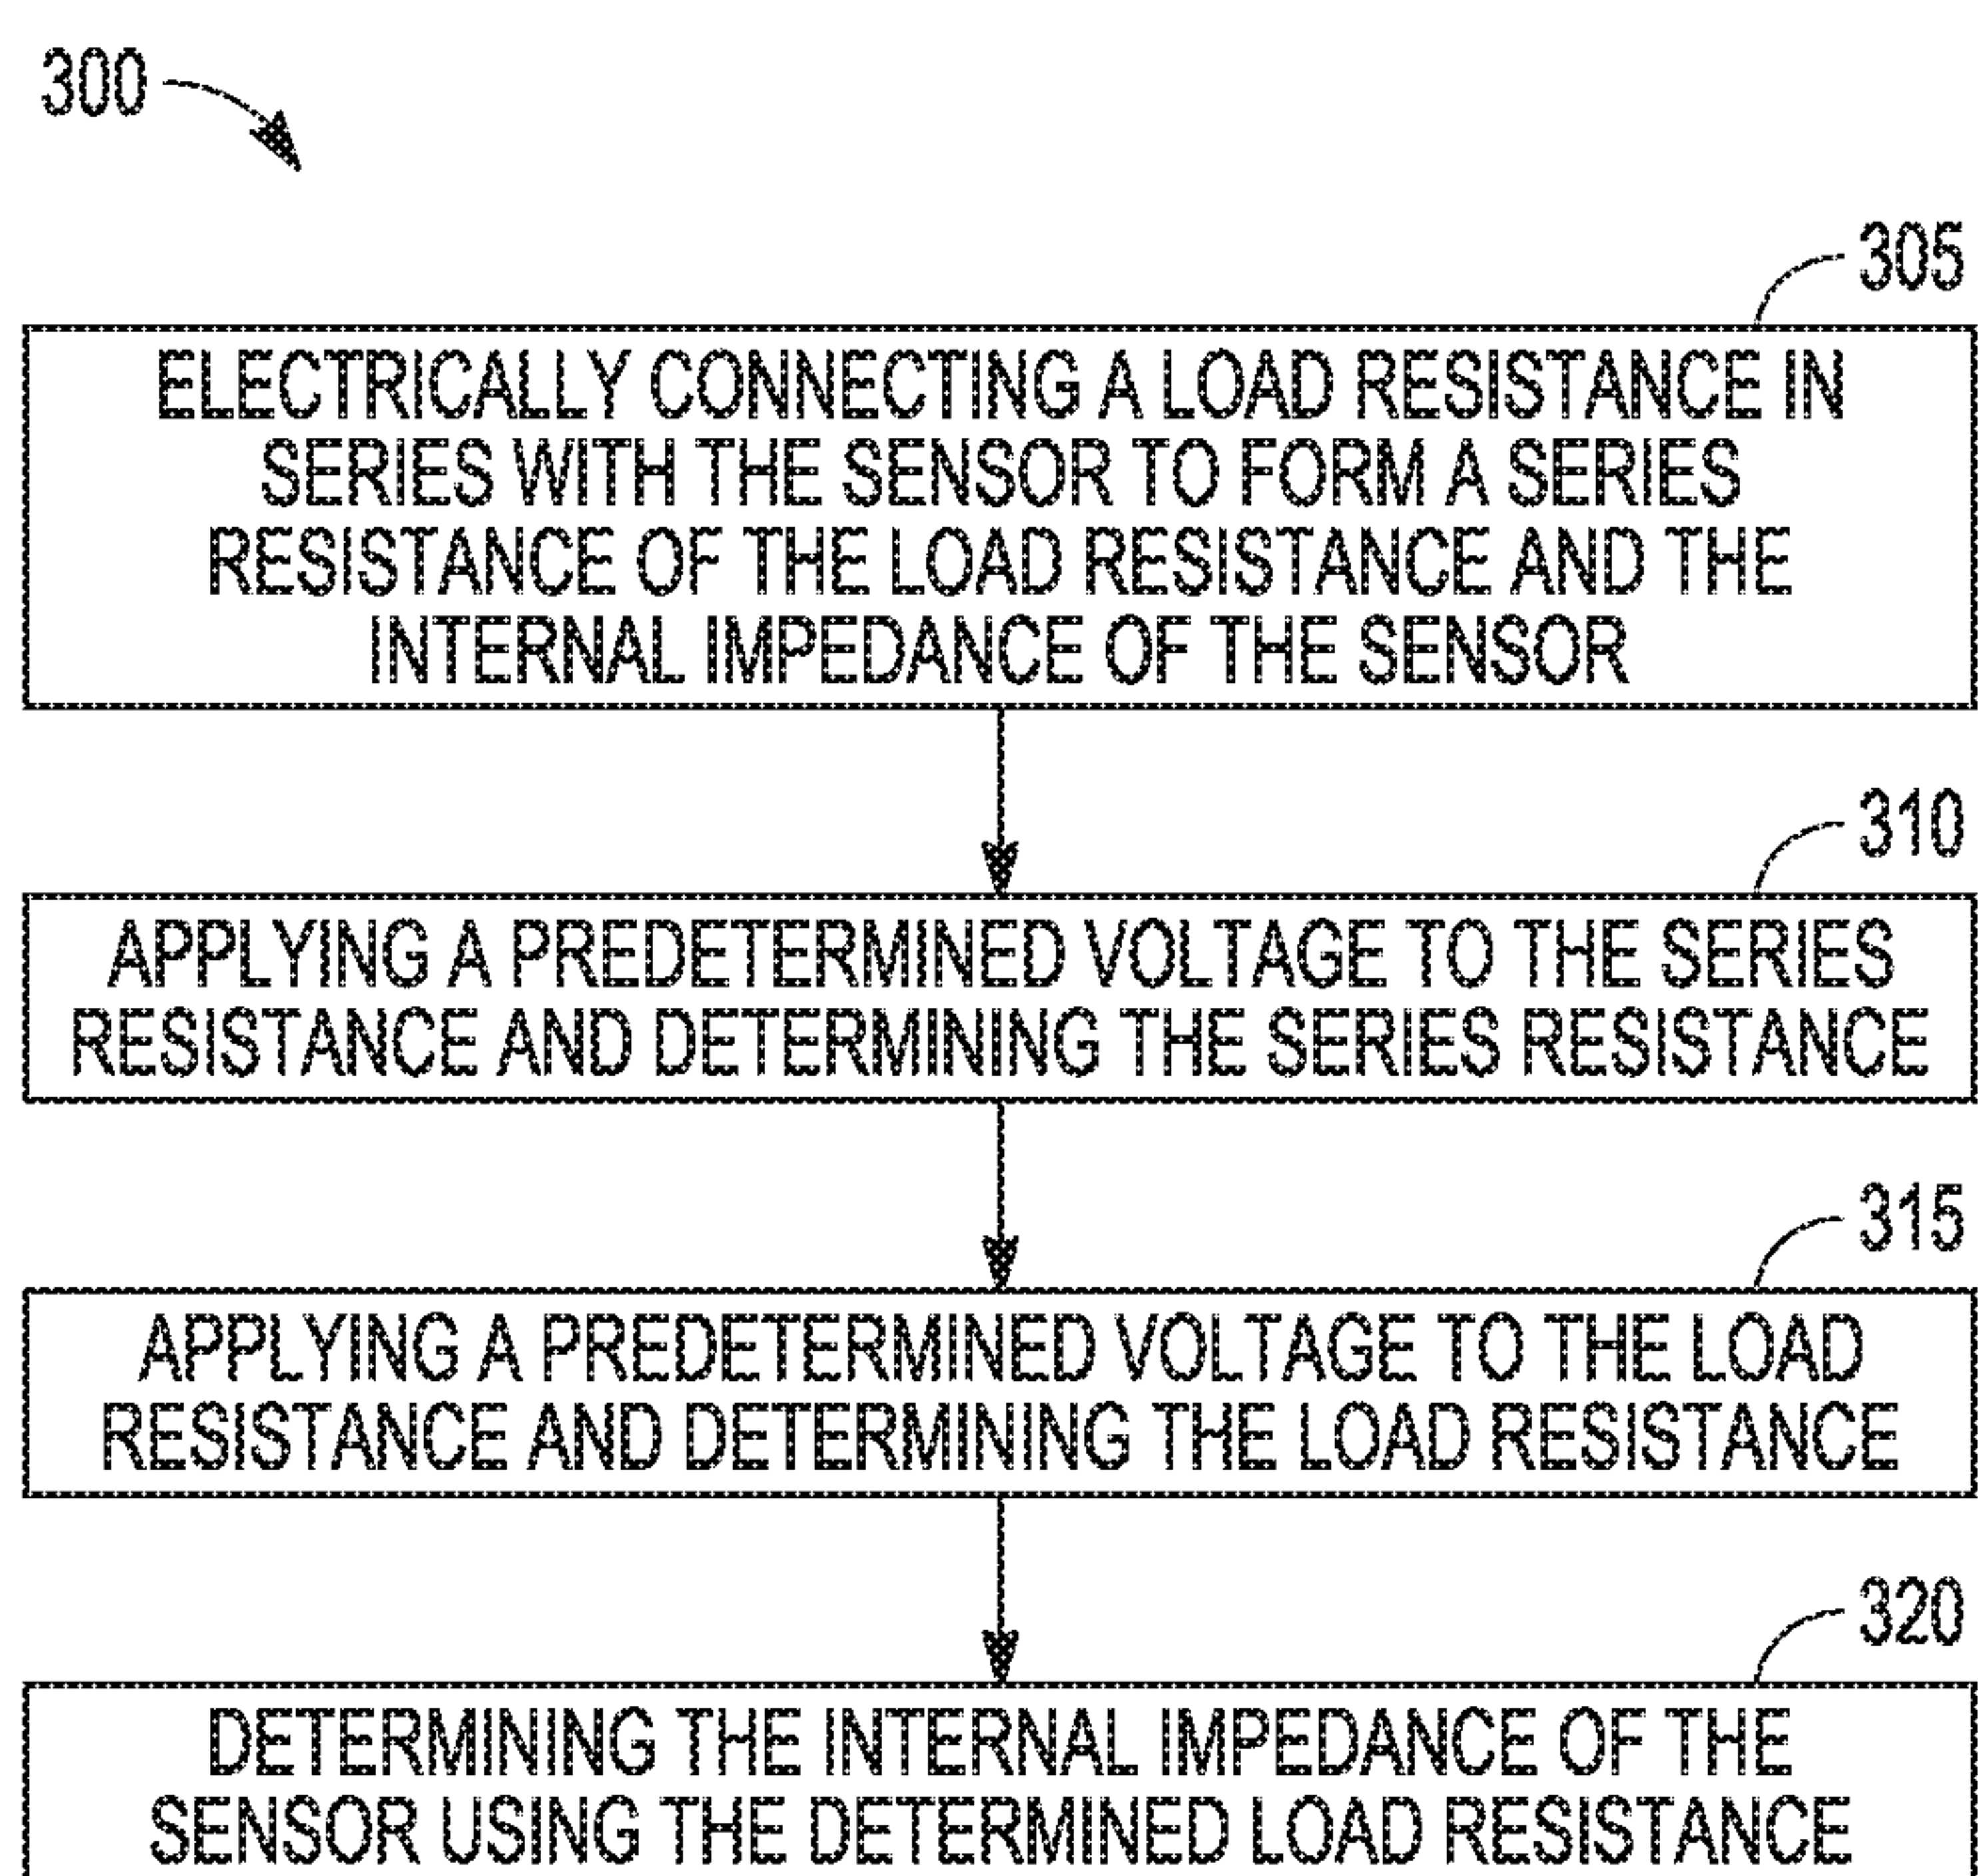 300
305
ELECTRICALLY CONNECTING A LOAD RESISTANCE IN
SERIES WITH THE SENSOR TO FORM A SERIES
RESISTANCE OF THE LOAD RESISTANCE AND THE
INTERNAL IMPEDANCE OF THE SENSOR
310
APPLYING A PREDETERMINED VOLTAGE TO THE SERIES
RESISTANCE AND DETERMINING THE SERIES RESISTANCE
315
APPLYING A PREDETERMINED VOLTAGE TO THE LOAD
RESISTANCE AND DETERMINING THE LOAD RESISTANCE
320
DETERMINING THE INTERNAL IMPEDANCE OF THE
SENSOR USING THE DETERMINED LOAD RESISTANCE